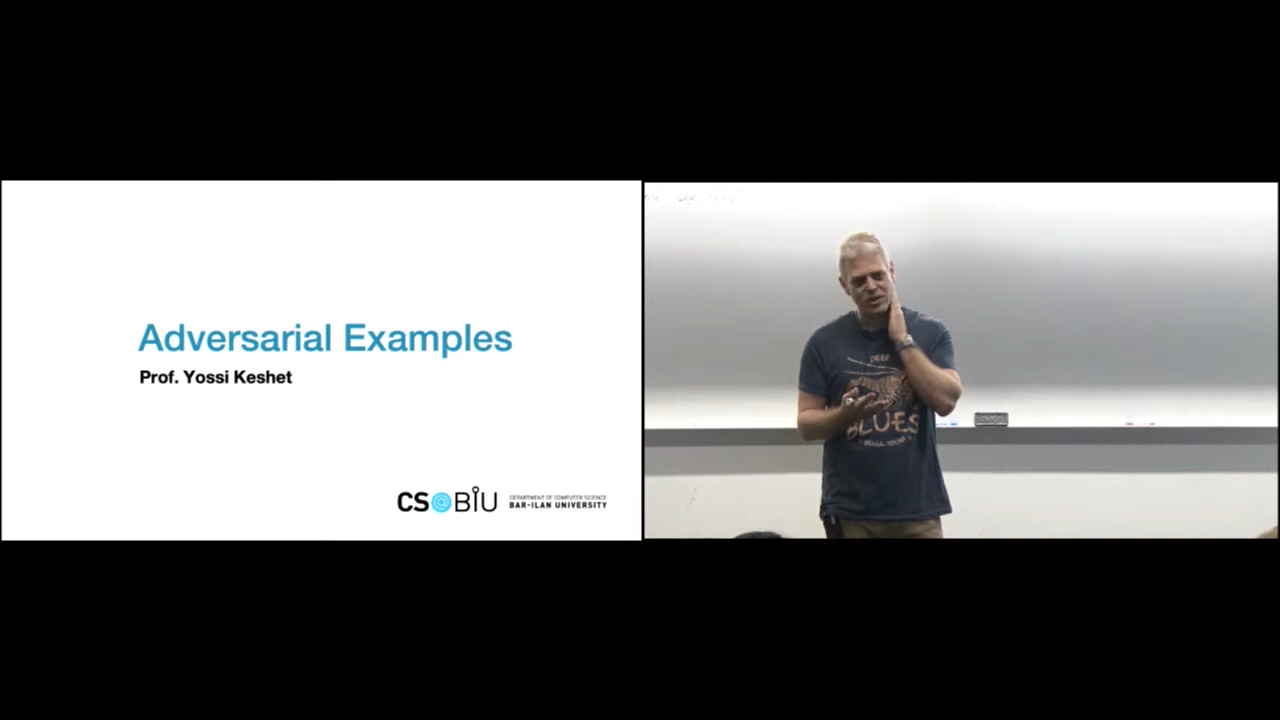 Adversarial Examples
Prof. Yossi Keshet
CS@BIU
DEPARTMENT OF COMPUTER SCIENCE
BAR-ILAN UNIVERSITY
DEEP
BLUES